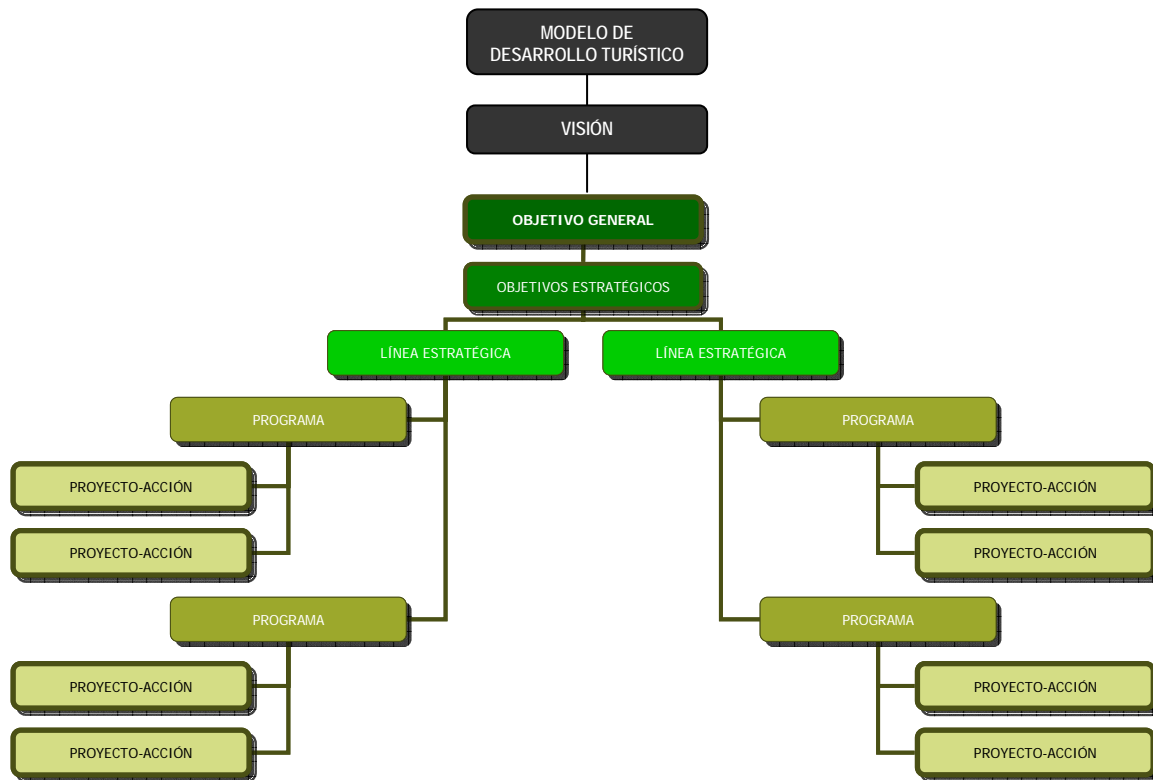 MODELO DE
DESARROLLO TURÍSTICO
VISIÓN
OBJETIVO GENERAL
OBJETIVOS ESTRATÉGICOS
LÍNEA ESTRATÉGICA
LÍNEA ESTRATÉGICA
PROGRAMA
PROGRAMA
PROYECTO-ACCIÓN
PROYECTO-ACCIÓN
PROYECTO-ACCIÓN
PROYECTO-ACCIÓN
PROGRAMA
PROGRAMA
PROYECTO-ACCIÓN
PROYECTO-ACCIÓN
PROYECTO-ACCIÓN
PROYECTO-ACCIÓN